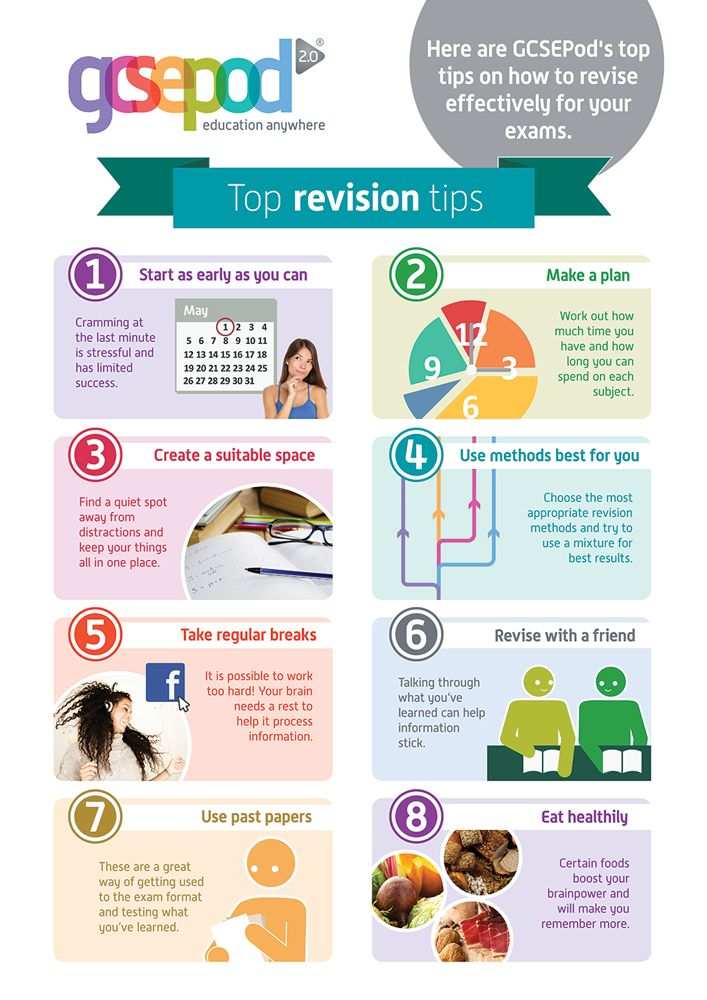 gcsepod 2.0®
education anywhere
Here are GCSEPod's top
tips on how to revise
effectively for your
exams.
Top revision tips
1
Start as early as you can
Cramming at
the last minute
is stressful and
has limited
success.
May
1 2 3 4
5 6 7 8 9 10 11
12 13 14 15 16 17 18
19 20 21 22 23 24 25
26 27 28 29 30 31
2
Make a plan
12
9
3
6
Work out how
much time you
have and how
long you can
spend on each
subject.
3
Create a suitable space
Find a quiet spot
away from
distractions and
keep your things
all in one place.
4
Use methods best for you
Choose the most
appropriate revision
methods and try to
use a mixture for
best results.
5
Take regular breaks
f
It is possible to work
too hard! Your brain
needs a rest to
help it process
information.
6
Revise with a friend
Talking through
what you've
learned can help
information
stick.
7
Use past papers
These are a great
way of getting used
to the exam format
and testing what
you've learned.
8
Eat healthily
Certain foods
boost your
brainpower and
will make you
remember more.